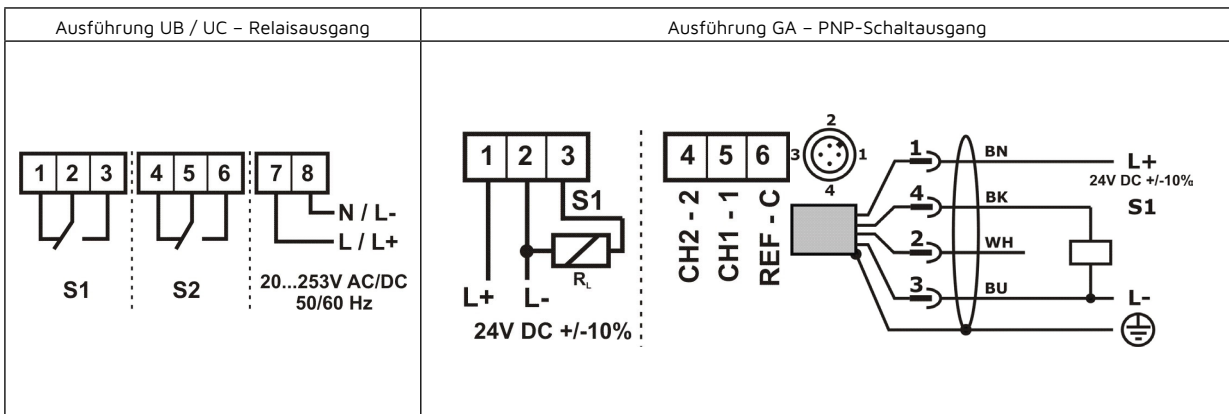 Ausführung UB / UC – Relaisausgang
1 2 3
4 5 6
7 8
N / L-
L / L+
S1
S2
20...253V AC/DC
50/60 Hz
Ausführung GA – PNP-Schaltausgang
1 2 3
S1
RL
L+ L-
24V DC +/-10%
4 5 6
CH2 - 2
CH1 - 1
REF - C
2
3
1
4
1 BN
L+
24V DC +/-10%
S1
4 BK
2 WH
3 BU
L-